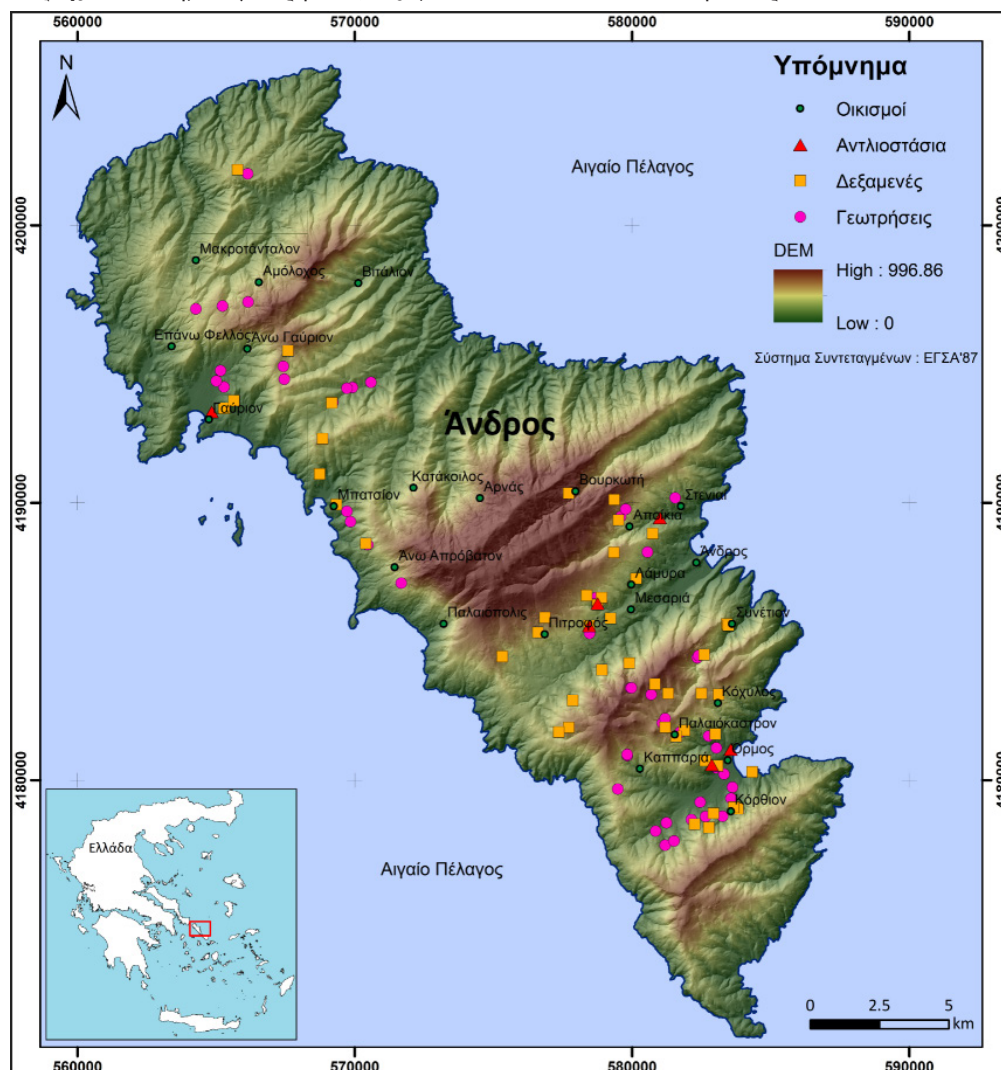 560000 570000 580000 590000
N
Υπόμνημα
Οικισμοί
Αντλιοστάσια
Δεξαμενές
Γεωτρήσεις
DEM
High : 996.86
Low : 0
Σύστημα Συντεταγμένων : ΕΓΣΑ'87
Αιγαίο Πέλαγος
4200000
4200000
Μακροτάνταλον
Αμόλοχος
Βιτάλιον
Επάνω Φελλός
Άνω Γαύριον
Γαύριον
Άνδρος
Κατάκοιλος
Αρνάς
Βουρκωτή
4190000
4190000
Μπατσίον
Στενιαί
Αποίκια
Άνω Απρόβατον
Άνδρος
Λάμυρα
Μεσαριά
Παλαιόπολις
Πιτροφός
Συνέτιον
Κόχυλος
Παλαιόκαστρον
Όρμος
Καππαριά
4180000
4180000
Κόρθιον
Ελλάδα
Αιγαίο Πέλαγος
0 2.5 5
km
560000 570000 580000 590000